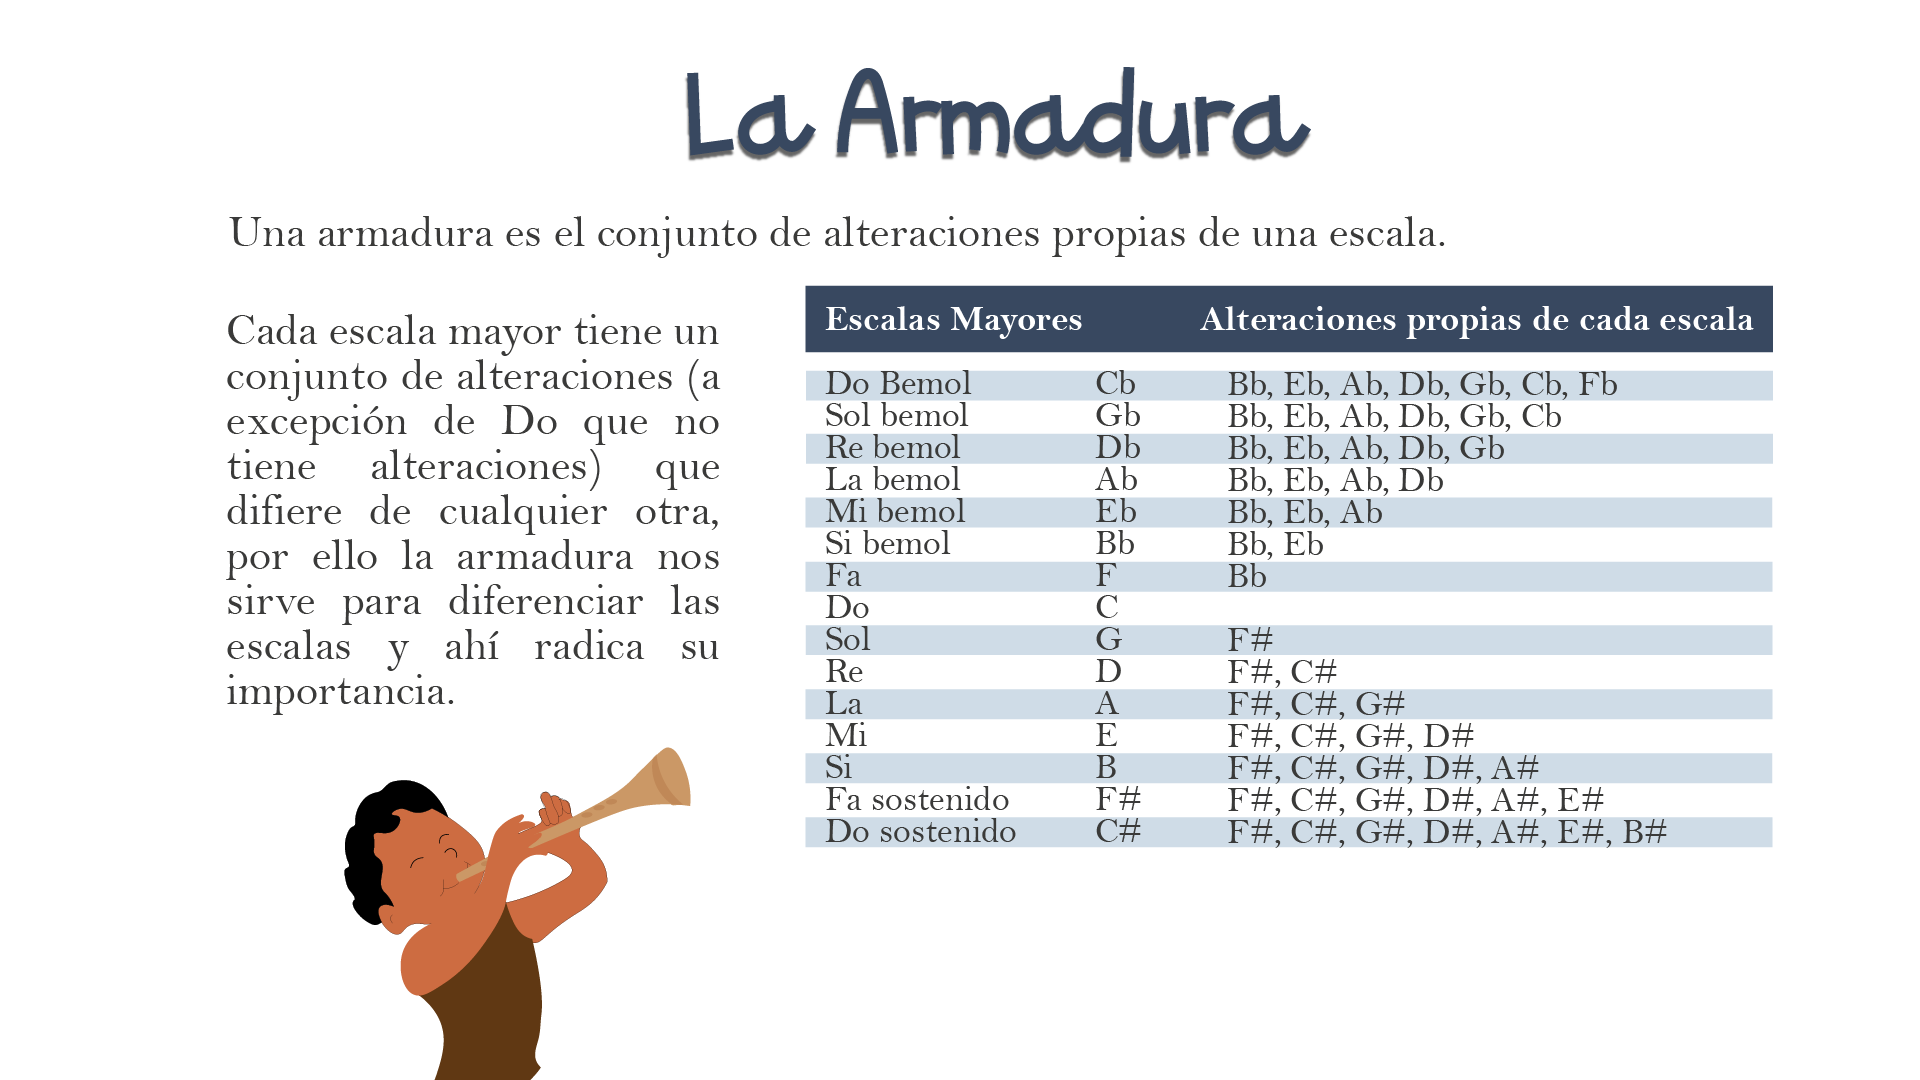 La Armadura
Una armadura es el conjunto de alteraciones propias de una escala.
Cada escala mayor tiene un
conjunto de alteraciones (a
excepción de Do que no
tiene alteraciones) que
difiere de cualquier otra,
por ello la armadura nos
sirve para diferenciar las
escalas y ahí radica su
importancia.
Escalas Mayores Alteraciones propias de cada escala
Do Bemol Cb Bb, Eb, Ab, Db, Gb, Cb, Fb
Sol bemol Gb Bb, Eb, Ab, Db, Gb, Cb
Re bemol Db Bb, Eb, Ab, Db, Gb
La bemol Ab Bb, Eb, Ab, Db
Mi bemol Eb Bb, Eb, Ab
Si bemol Bb Bb, Eb
Fa F Bb
Do C
Sol G F#
Re D F#, C#
La A F#, C#, G#
Mi E F#, C#, G#, D#
Si B F#, C#, G#, D#, A#
Fa sostenido F# F#, C#, G#, D#, A#, E#
Do sostenido C# F#, C#, G#, D#, A#, E#, B#